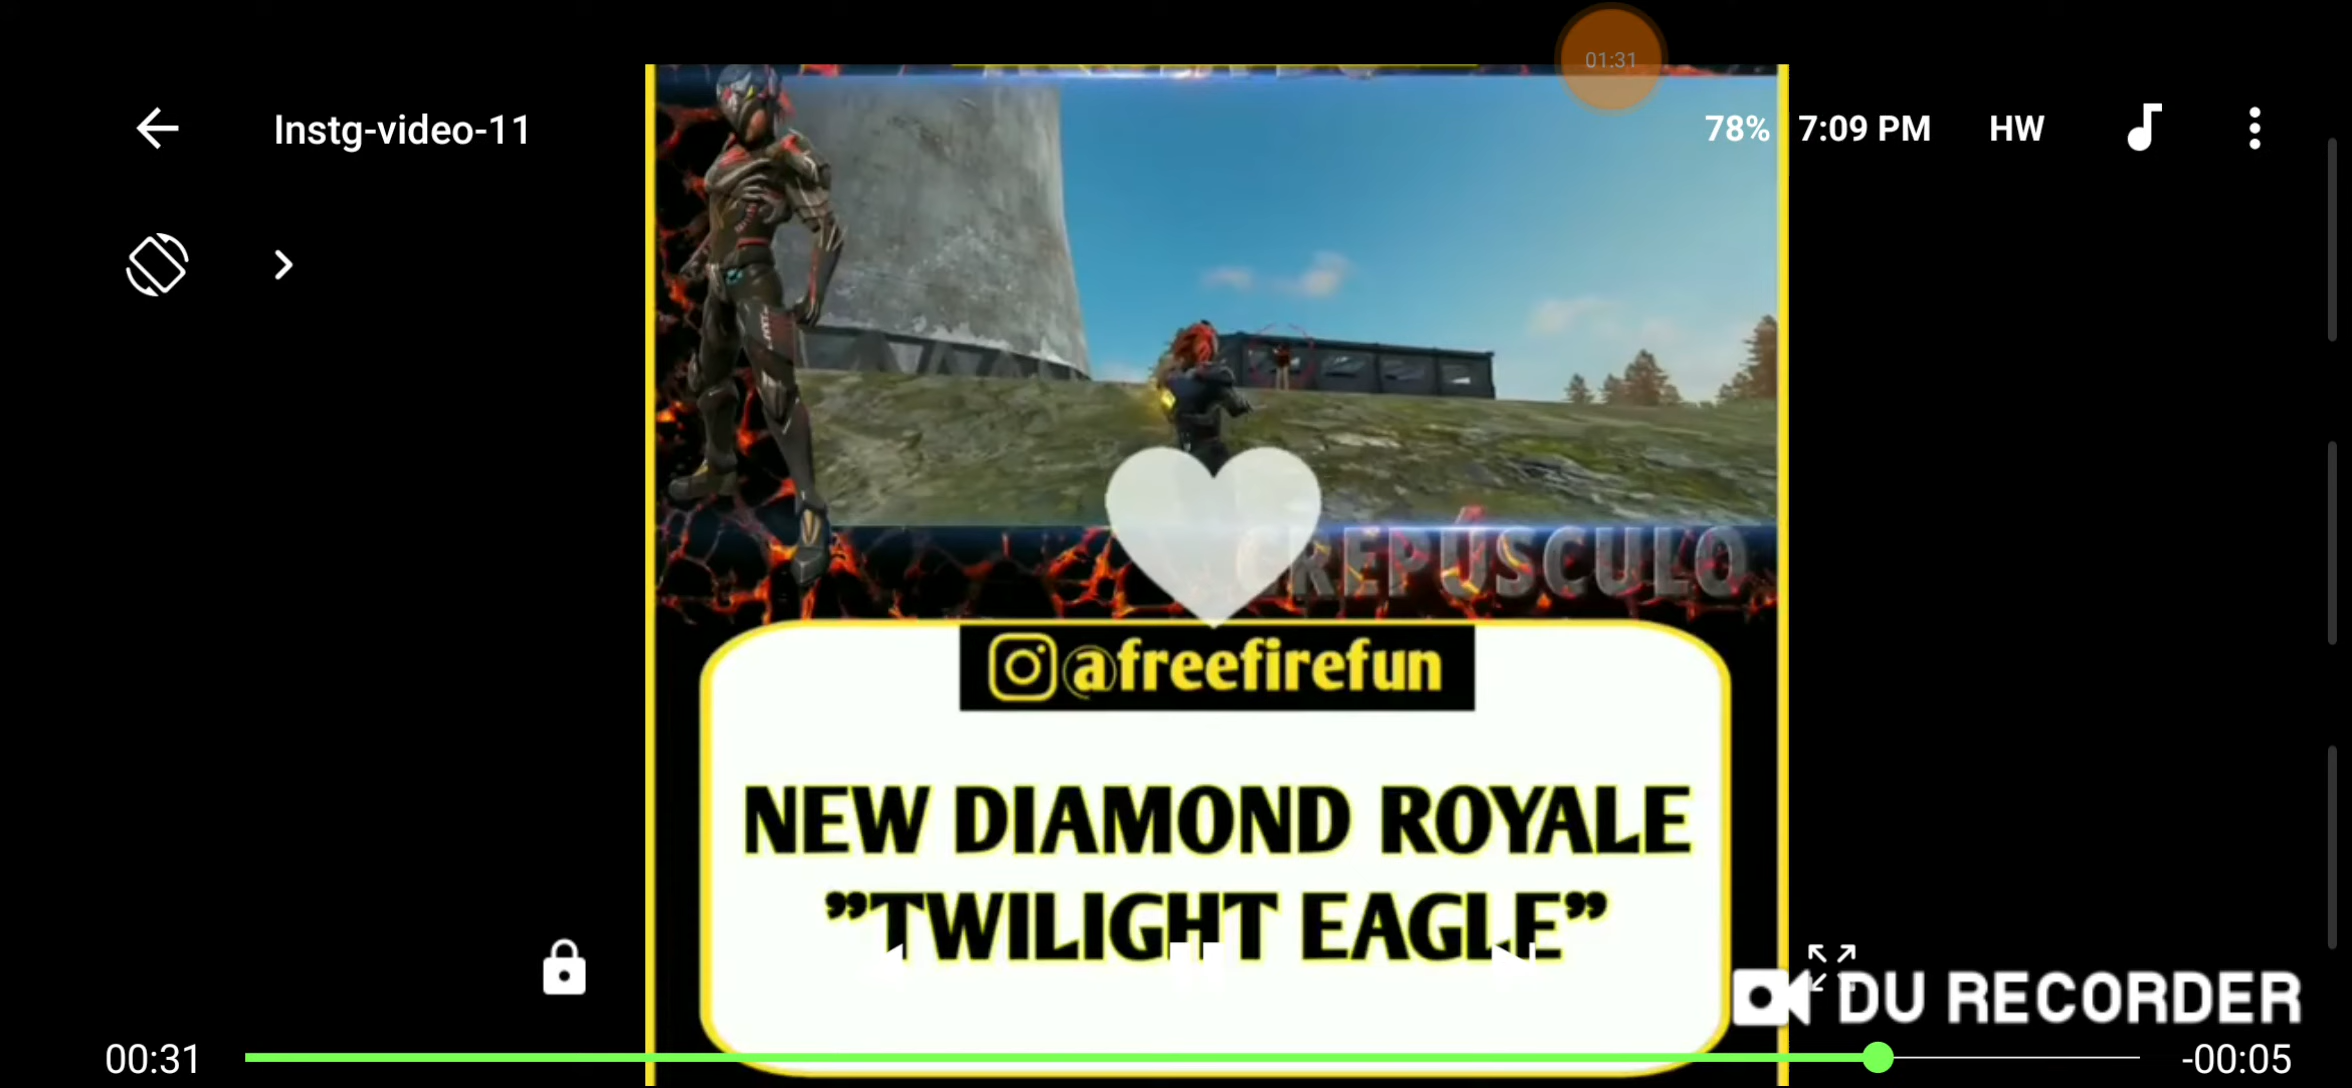 01:31
Instg-video-11
78% 7:09 PM HW
CREPÚSCULO
@freefirefun
NEW DIAMOND ROYALE
”TWILIGHT EAGLE”
DU RECORDER
00:31
-00:05